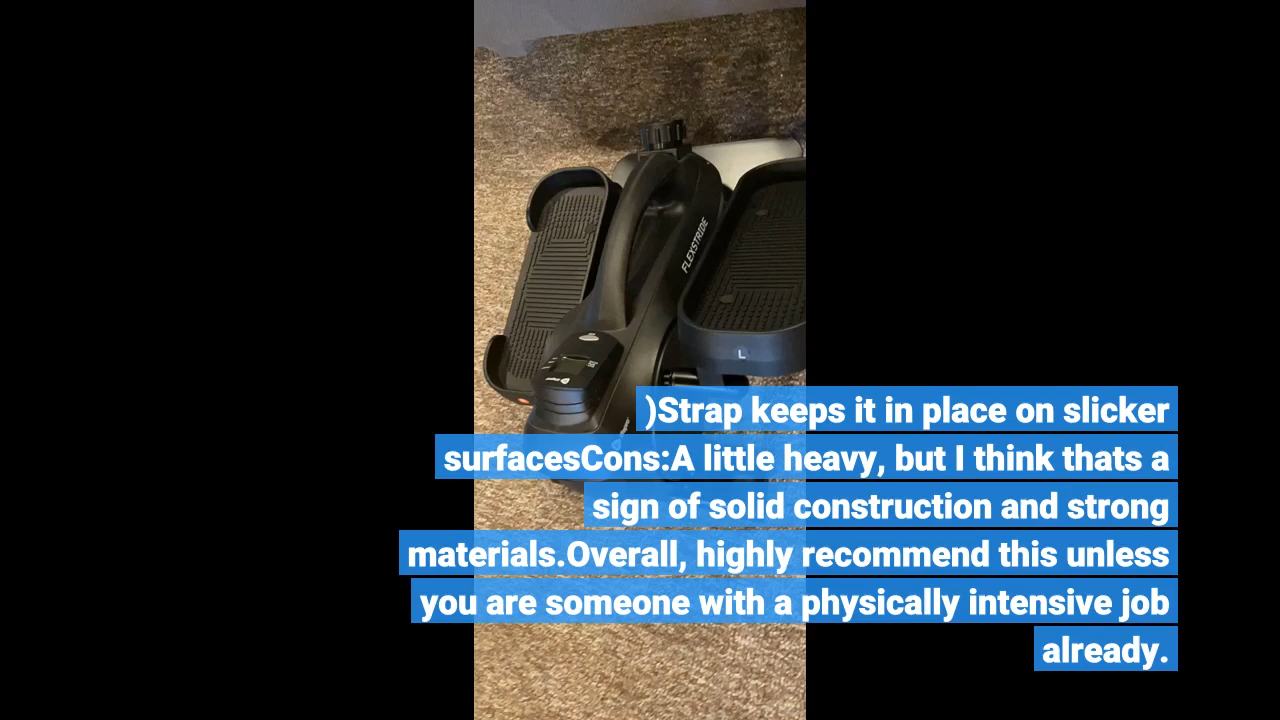 FLEXSTRIDE
L
)Strap keeps it in place on slicker
surfacesCons:A little heavy, but I think thats a
sign of solid construction and strong
materials.Overall, highly recommend this unless
you are someone with a physically intensive job
already.